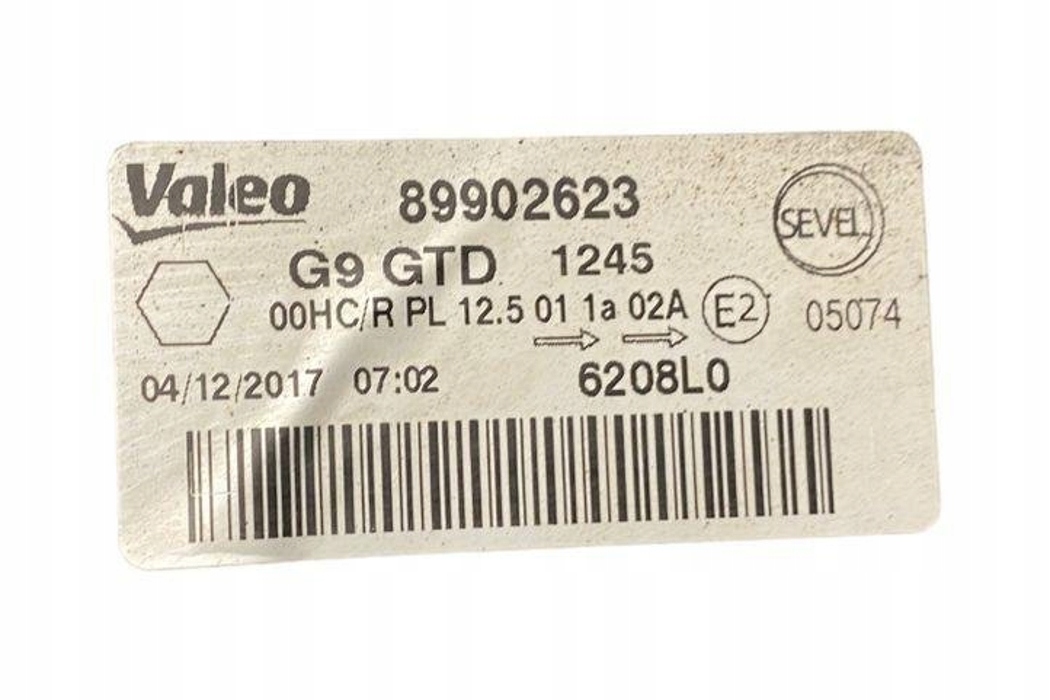 Valeo 89902623 SEVEL
G9 GTD 1245
00HC/R PL 12.5 01 1a 02A E2 05074
04/12/2017 07:02 6208L0